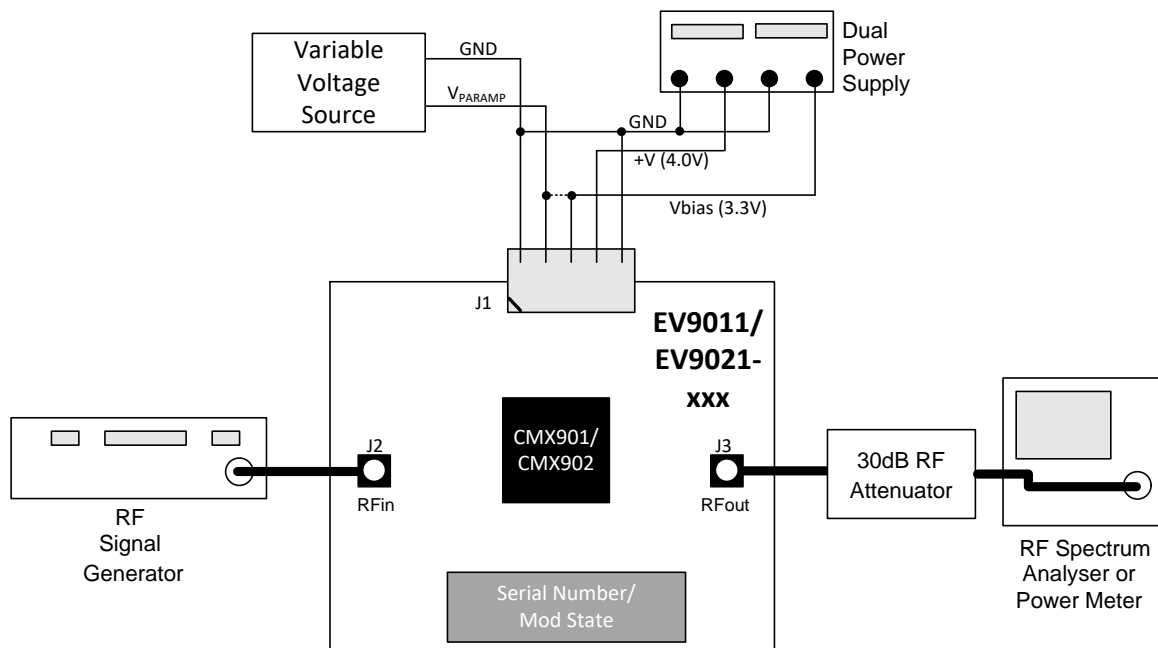 Variable
Voltage
Source
GND
VPARAMP
Dual
Power
Supply
GND
+V (4.0V)
Vbias (3.3V)
J1
EV9011/
EV9021-
xxx
CMX901/
CMX902
J2
RFin
J3
RFout
30dB RF
Attenuator
RF
Signal
Generator
RF Spectrum
Analyser or
Power Meter
Serial Number/
Mod State